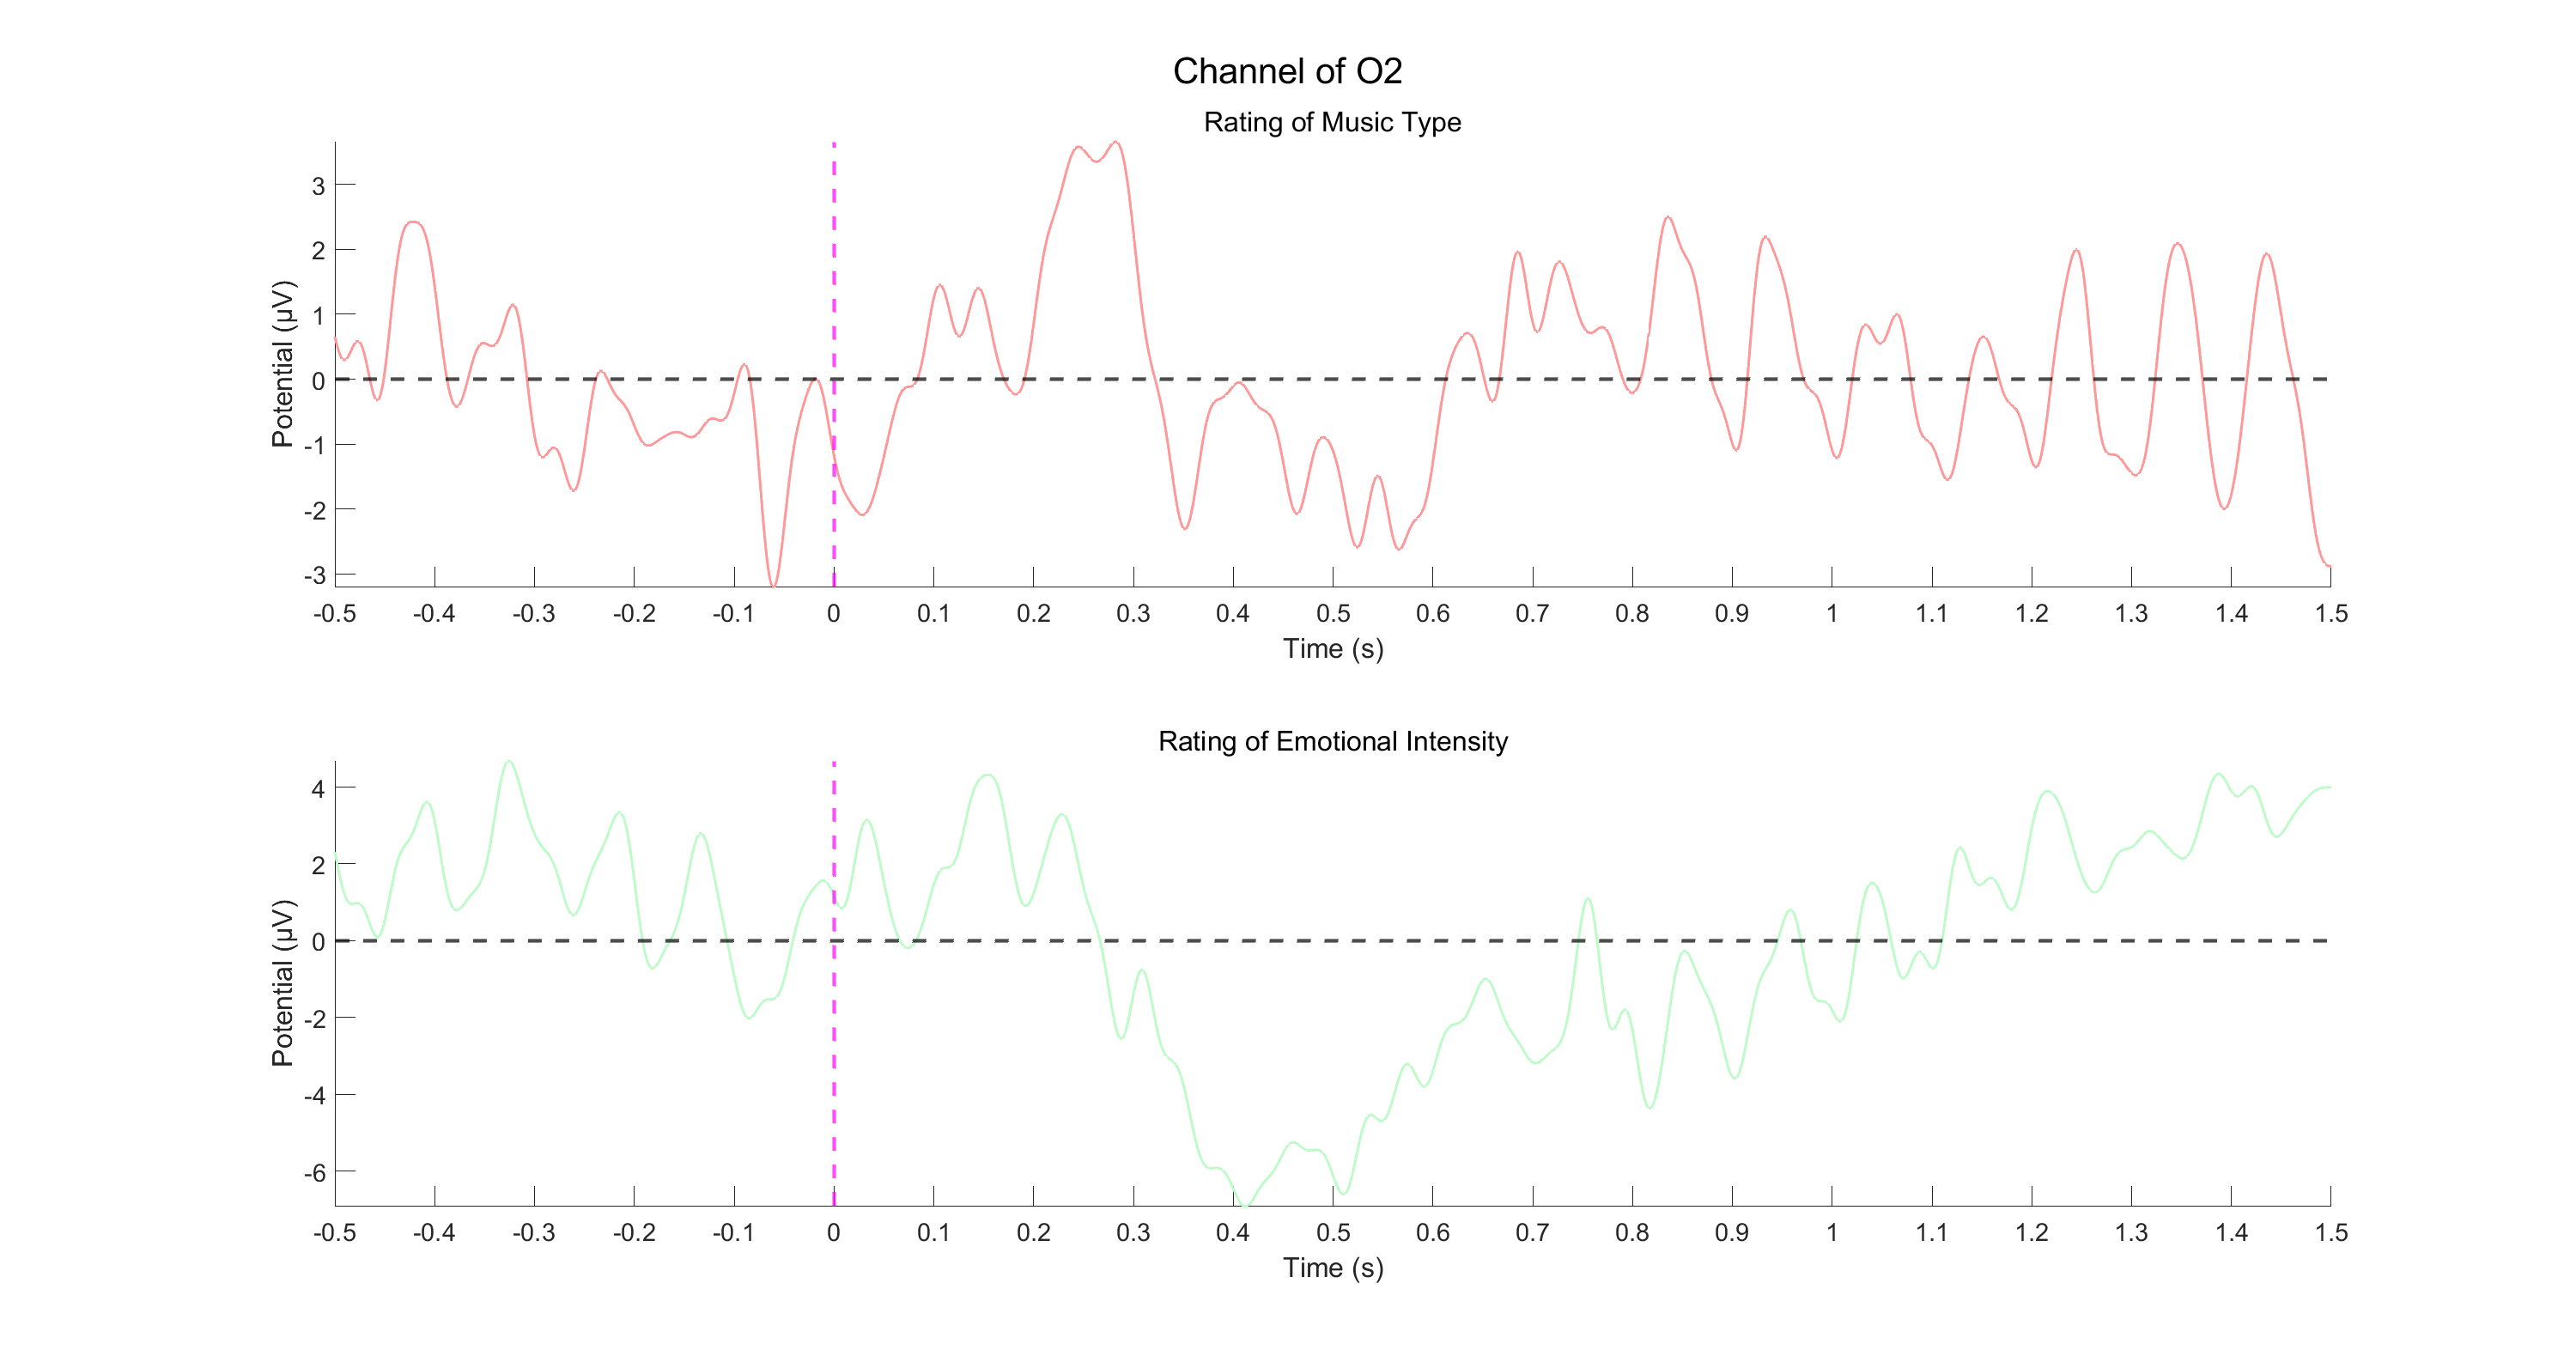 Channel of O2
Rating of Music Type
Potential (µV)
3
2
1
0
-1
-2
-3
-0.5 -0.4 -0.3 -0.2 -0.1 0 0.1 0.2 0.3 0.4 0.5 0.6 0.7 0.8 0.9 1 1.1 1.2 1.3 1.4 1.5
Time (s)
Rating of Emotional Intensity
Potential (µV)
4
2
0
-2
-4
-6
-0.5 -0.4 -0.3 -0.2 -0.1 0 0.1 0.2 0.3 0.4 0.5 0.6 0.7 0.8 0.9 1 1.1 1.2 1.3 1.4 1.5
Time (s)